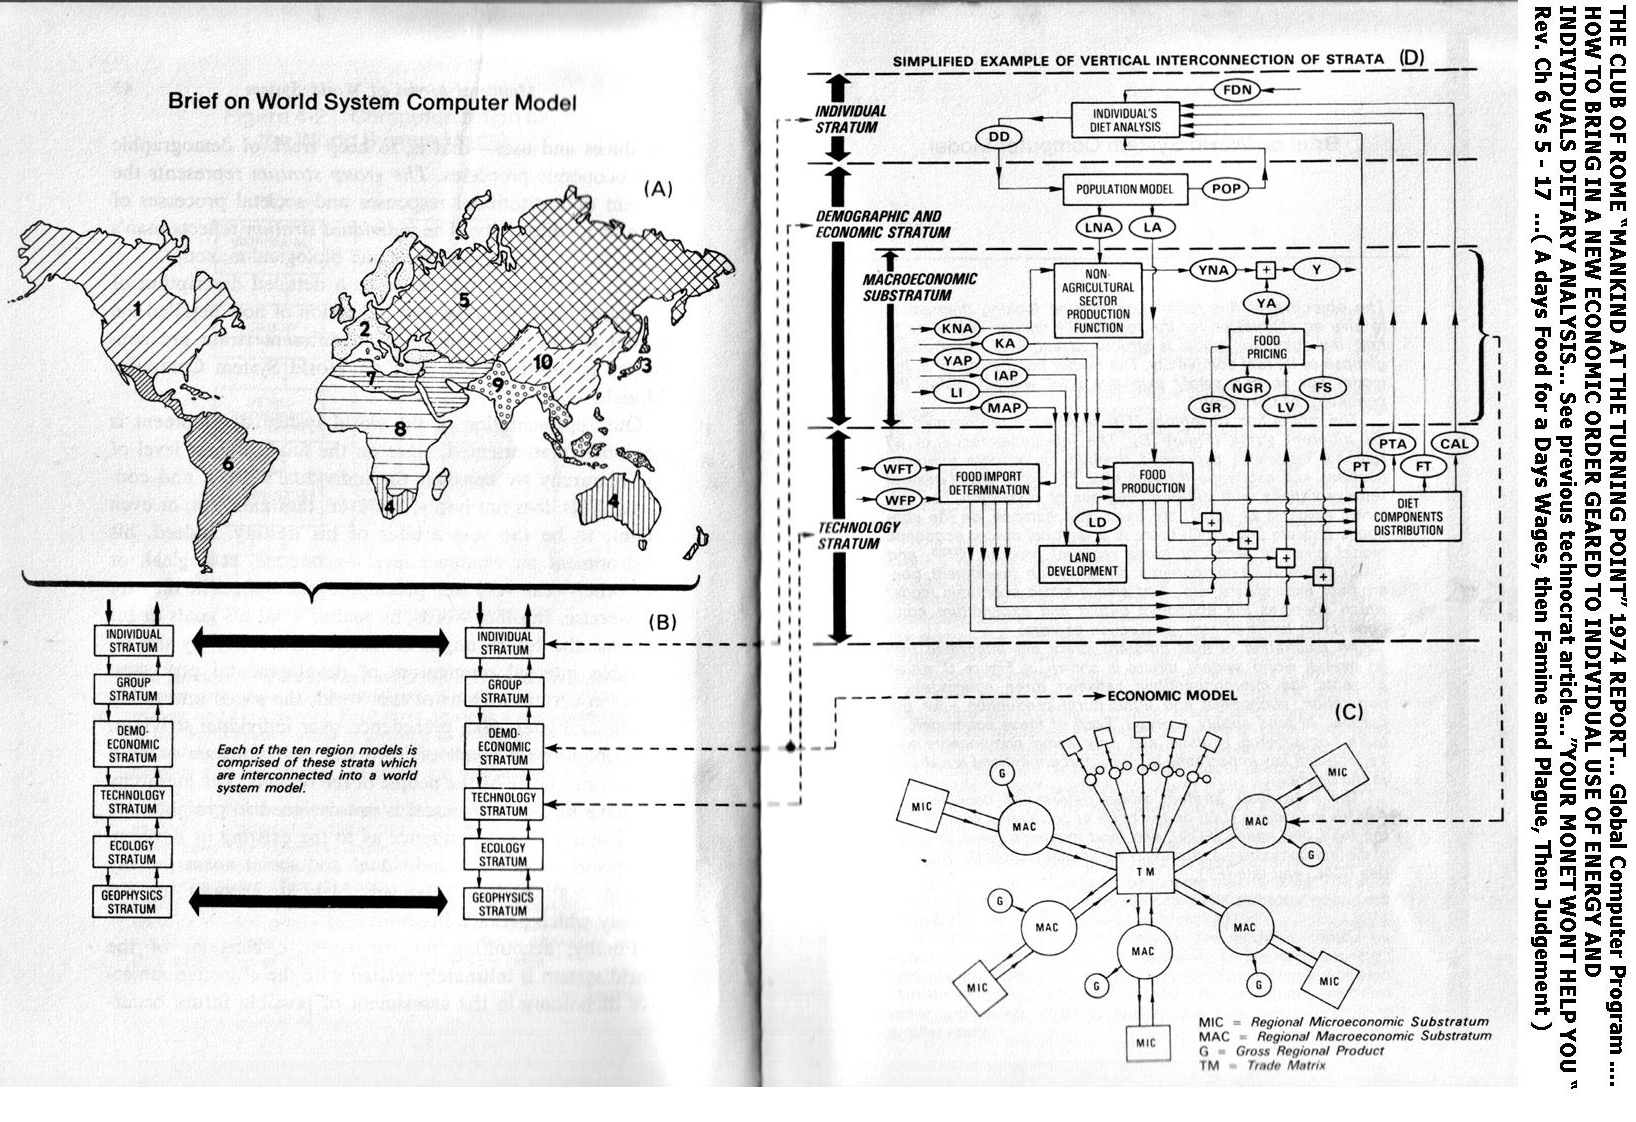 Brief on World System Computer Model
(A)
1
2
3
4
4
5
6
7
8
9
10
(B)
INDIVIDUAL
STRATUM
GROUP
STRATUM
DEMO-
ECONOMIC
STRATUM
TECHNOLOGY
STRATUM
ECOLOGY
STRATUM
GEOPHYSICS
STRATUM
Each of the ten region models is
comprised of these strata which
are interconnected into a world
system model.
INDIVIDUAL
STRATUM
GROUP
STRATUM
DEMO-
ECONOMIC
STRATUM
TECHNOLOGY
STRATUM
ECOLOGY
STRATUM
GEOPHYSICS
STRATUM
SIMPLIFIED EXAMPLE OF VERTICAL INTERCONNECTION OF STRATA (D)
INDIVIDUAL
STRATUM
FDN
INDIVIDUAL'S
DIET ANALYSIS
DD
DEMOGRAPHIC AND
ECONOMIC STRATUM
POPULATION MODEL
POP
LNA
LA
MACROECONOMIC
SUBSTRATUM
NON-
AGRICULTURAL
SECTOR
PRODUCTION
FUNCTION
YNA
+
Y
YA
FOOD
PRICING
KNA
KA
YAP
IAP
LI
MAP
NGR
FS
GR
LV
PTA
CAL
PT
FT
TECHNOLOGY
STRATUM
WFT
WFP
FOOD IMPORT
DETERMINATION
FOOD
PRODUCTION
LD
LAND
DEVELOPMENT
+
+
+
+
DIET
COMPONENTS
DISTRIBUTION
ECONOMIC MODEL
(C)
G
MIC
MAC
MIC
MAC
G
TM
G
MAC
MIC
MAC
G
MIC
MAC
G
MIC
MIC = Regional Microeconomic Substratum
MAC = Regional Macroeconomic Substratum
G = Gross Regional Product
TM = Trade Matrix
THE CLUB OF ROME “MANKIND AT THE TURNING POINT” 1974 REPORT... Global Computer Program ....
HOW TO BRING IN A NEW ECONOMIC ORDER GEARED TO INDIVIDUAL USE OF ENERGY AND
INDIVIDUALS DIETARY ANALYSIS... See previous technocrat article...”YOUR MONET WONT HELP YOU “
Rev. Ch 6 Vs 5 - 17 ...( A days Food for a Days Wages, then Famine and Plague, Then Judgement )